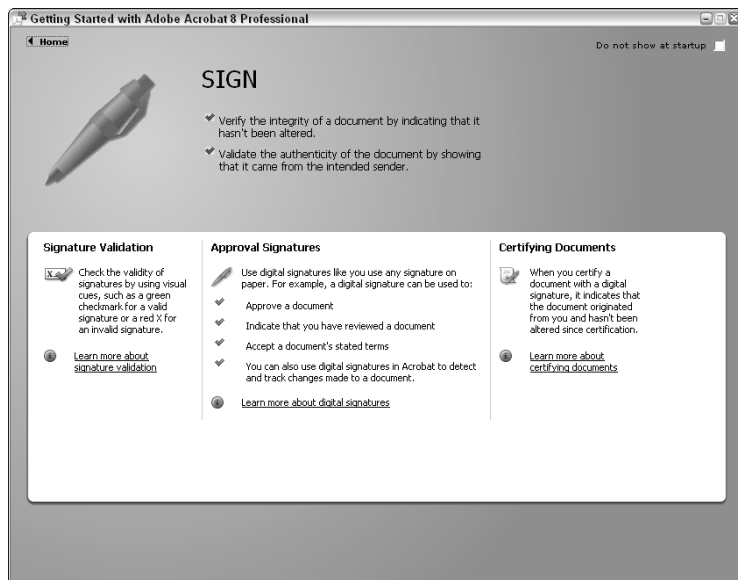 Getting Started with Adobe Acrobat 8 Professional
Home
Do not show at startup
SIGN
Verify the integrity of a document by indicating that it
hasn't been altered.
Validate the authenticity of the document by showing
that it came from the intended sender.
Signature Validation
Check the validity of
signatures by using visual
cues, such as a green
checkmark for a valid
signature or a red X for
an invalid signature.
Learn more about
signature validation
Approval Signatures
Use digital signatures like you use any signature on
paper. For example, a digital signature can be used to:
Approve a document
Indicate that you have reviewed a document
Accept a document's stated terms
You can also use digital signatures in Acrobat to detect
and track changes made to a document.
Learn more about digital signatures
Certifying Documents
When you certify a
document with a digital
signature, it indicates that
the document originated
from you and hasn't been
altered since certification.
Learn more about
certifying documents